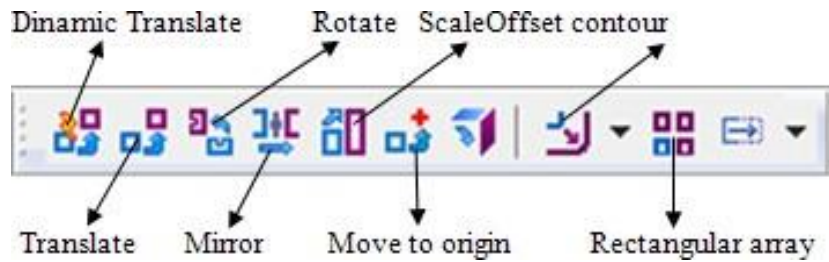 Dinamic Translate Rotate ScaleOffset contour
Translate Mirror Move to origin Rectangular array